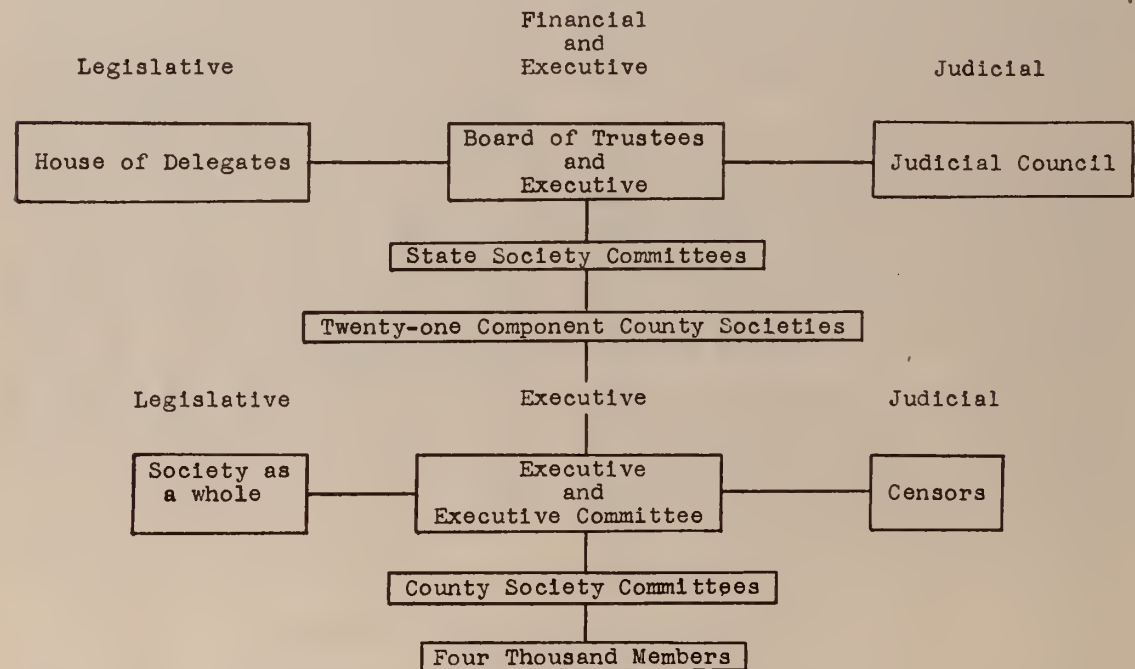 Financial
and
Legislative Executive Judicial
House of Delegates
Board of Trustees
and
Executive
Judicial Council
State Society Committees
Twenty-one Component County Societies
Legislative Executive Judicial
Society as
a whole
Executive
and
Executive Committee
Censors
County Society Committees
Four Thousand Members